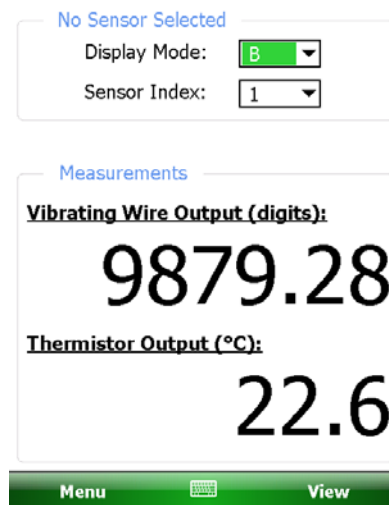 No Sensor Selected
Display Mode: B
Sensor Index: 1
Measurements
Vibrating Wire Output (digits):
9879.28
Thermistor Output (°C):
22.6
Menu View